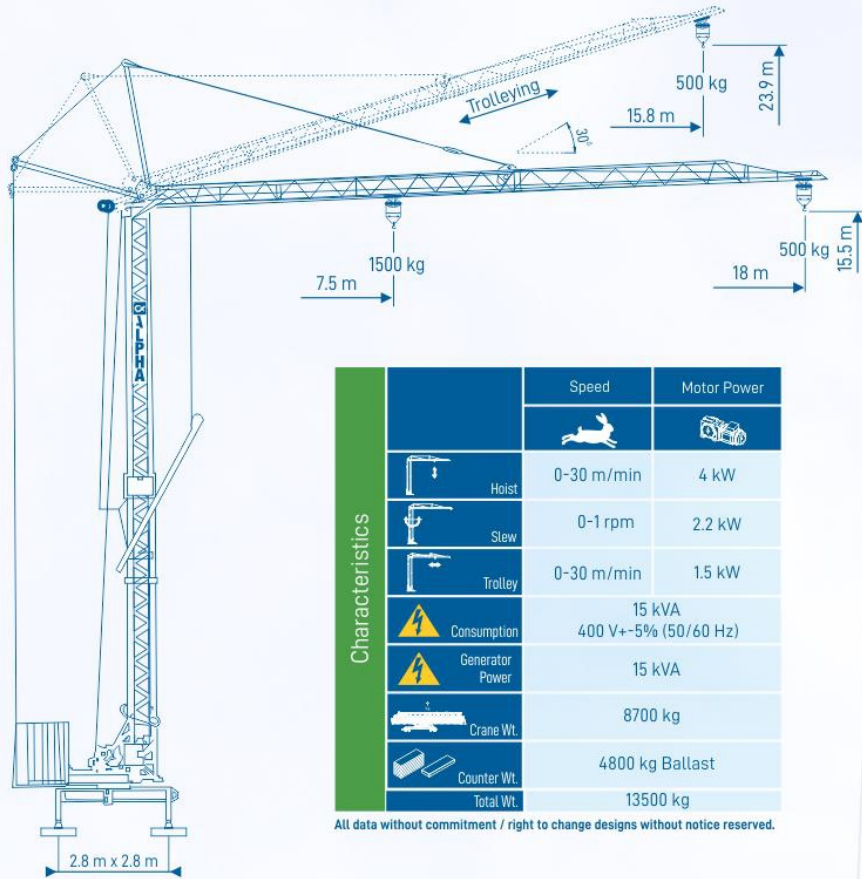 Trolleying
500 kg
23.9 m
15.8 m
30°
1500 kg
7.5 m
500 kg
15.5 m
18 m
ALPHA
Characteristics
Speed
Motor Power
Hoist
0-30 m/min
4 kW
Slew
0-1 rpm
2.2 kW
Trolley
0-30 m/min
1.5 kW
Consumption
15 kVA
400 V+-5% (50/60 Hz)
Generator
Power
15 kVA
Crane Wt.
8700 kg
Counter Wt.
4800 kg Ballast
Total Wt.
13500 kg
All data without commitment / right to change designs without notice reserved.
2.8 m x 2.8 m